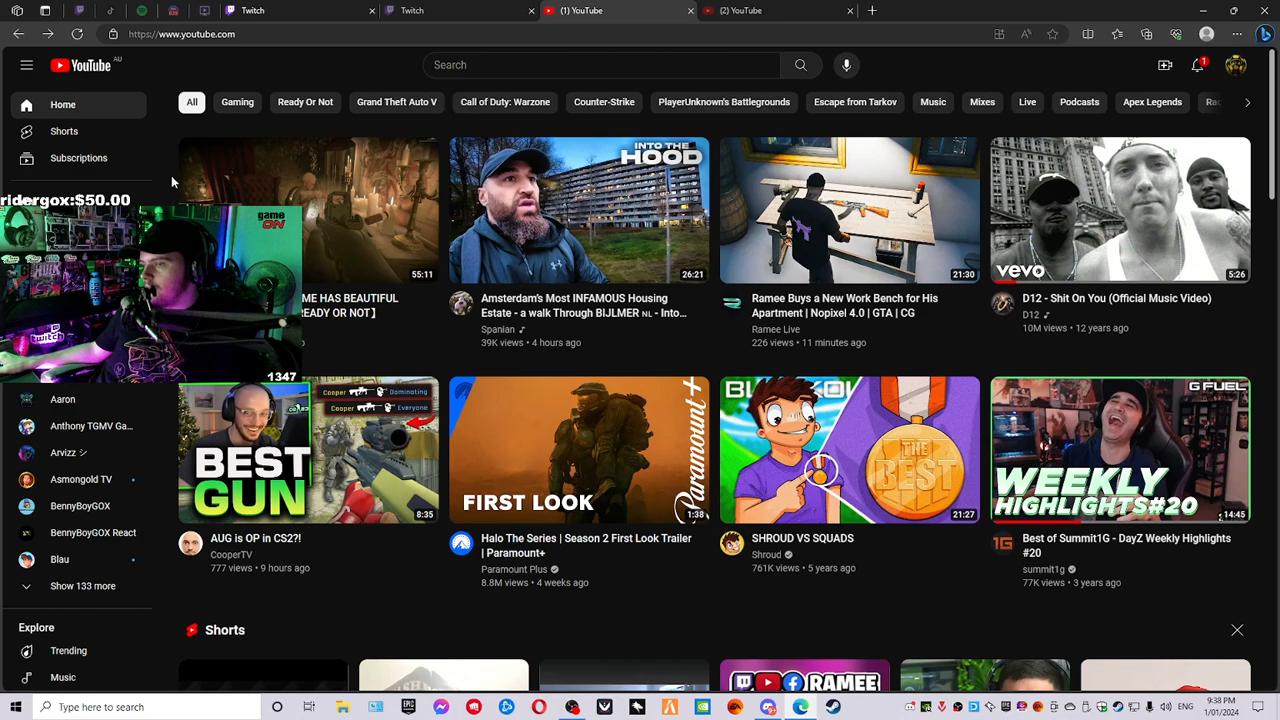 Twitch
Twitch
(1) YouTube
(2) YouTube
https://www.youtube.com
YouTube AU
Search
1
Home
Shorts
Subscriptions
All
Gaming
Ready Or Not
Grand Theft Auto V
Call of Duty: Warzone
Counter-Strike
PlayerUnknown's Battlegrounds
Escape from Tarkov
Music
Mixes
Live
Podcasts
Apex Legends
ridergox:$50.00
game
ON
twitch
1347
55:11
INTO THE
HOOD
26:21
21:30
vevo
5:26
ME HAS BEAUTIFUL
READY OR NOT】
Amsterdam's Most INFAMOUS Housing
Estate - a walk Through BIJLMER NL - Into...
Spanian
39K views • 4 hours ago
Ramee Buys a New Work Bench for His
Apartment | Nopixel 4.0 | GTA | CG
Ramee Live
226 views • 11 minutes ago
D12 - Shit On You (Official Music Video)
D12
10M views • 12 years ago
Aaron
Anthony TGMV Ga...
Arvizz シ
Asmongold TV
BennyBoyGOX
BennyBoyGOX React
Blau
Show 133 more
Explore
Trending
Music
Cooper Dominating
Cooper Everyone
BEST
GUN
8:35
FIRST LOOK
Paramount+
1:38
THE
BEST
21:27
G FUEL
WEEKLY
HIGHLIGHTS#20
14:45
AUG is OP in CS2?!
CooperTV
777 views • 9 hours ago
Halo The Series | Season 2 First Look Trailer
| Paramount+
Paramount Plus
8.8M views • 4 weeks ago
SHROUD VS SQUADS
Shroud
761K views • 5 years ago
1G
Best of Summit1G - DayZ Weekly Highlights
#20
summit1g
77K views • 3 years ago
Shorts
RAMEE
Type here to search
ENG
9:38 PM
1/01/2024